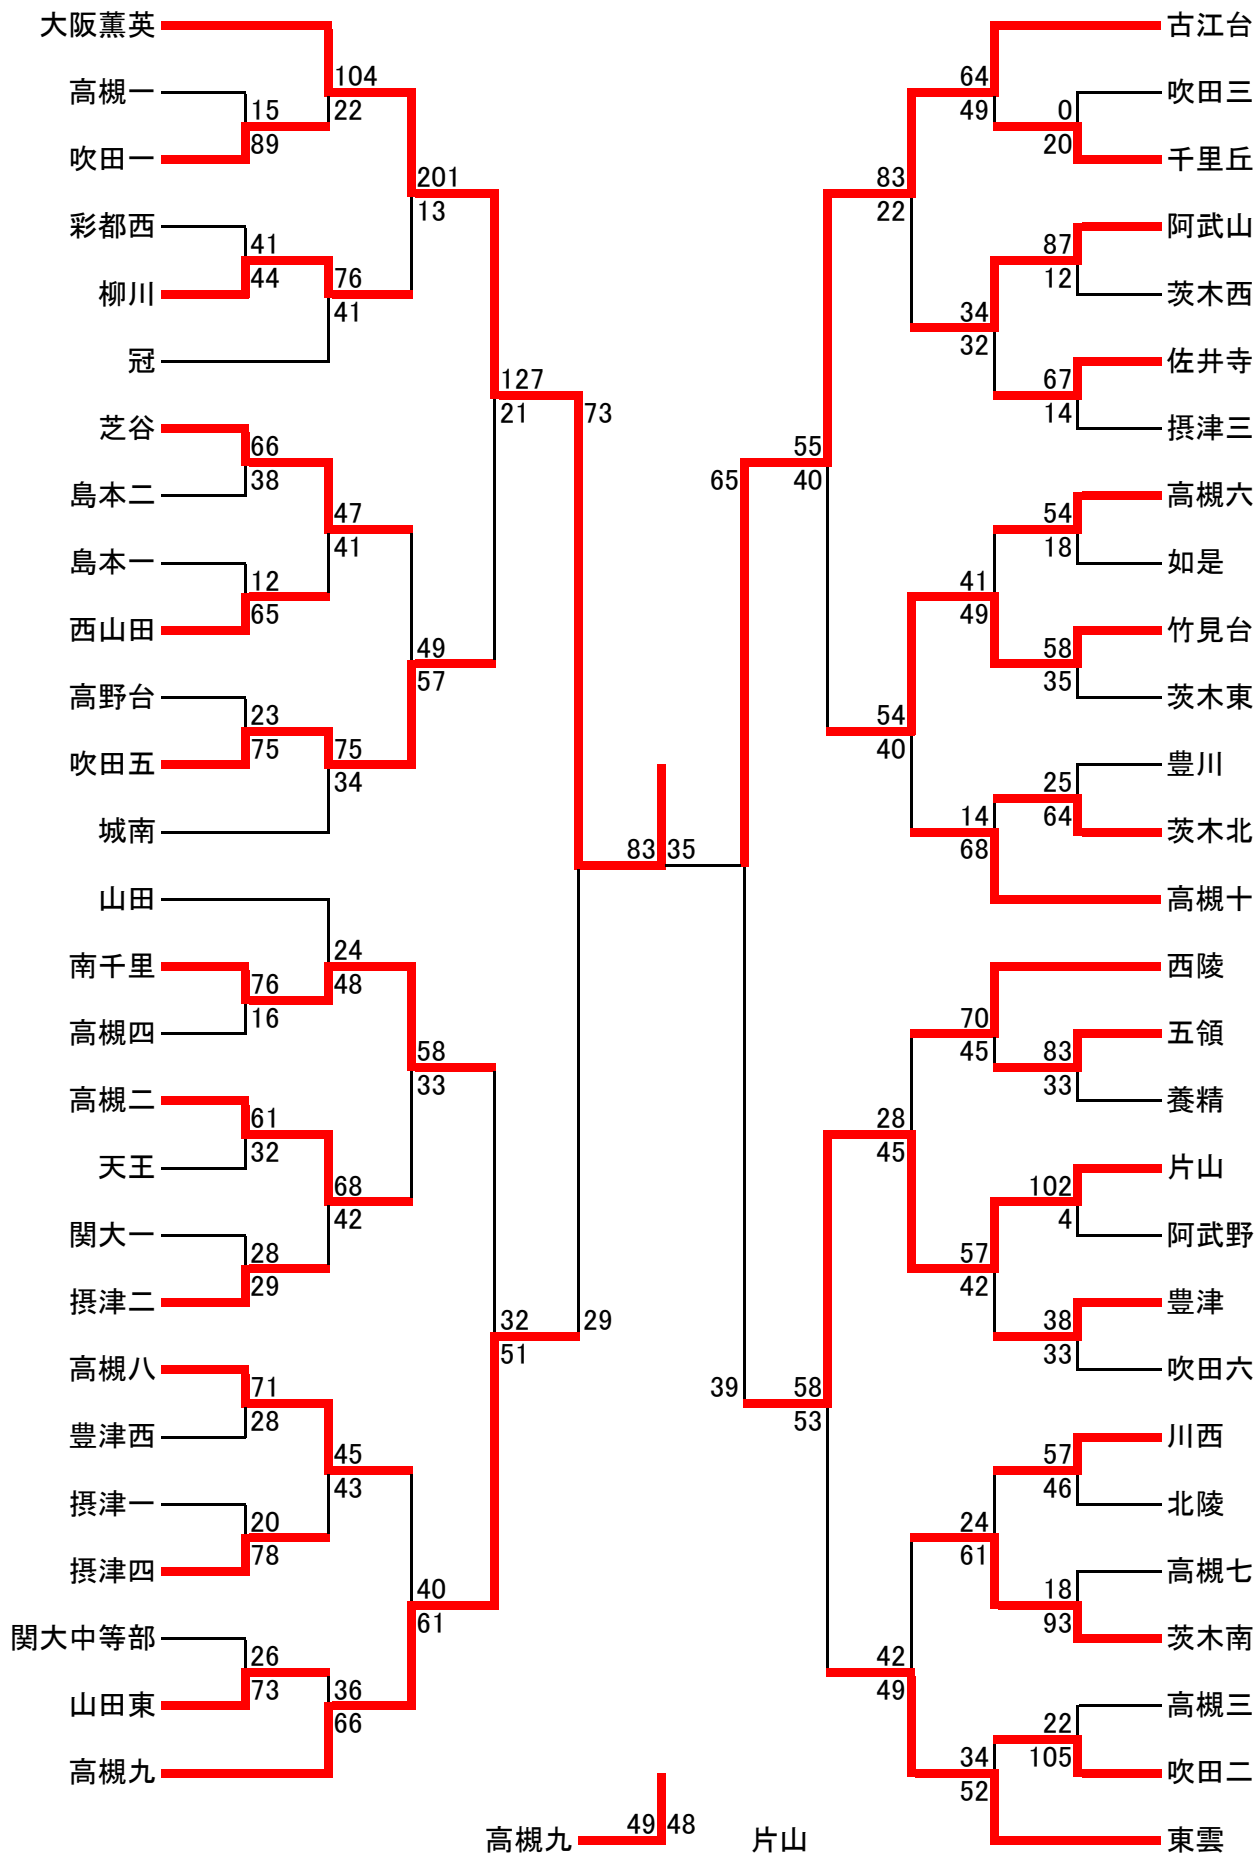 大阪薫英
高槻一
吹田一
彩都西
柳川
冠
芝谷
島本二
島本一
西山田
高野台
吹田五
城南
山田
南千里
高槻四
高槻二
天王
関大一
摂津二
高槻八
豊津西
摂津一
摂津四
関大中等部
山田東
高槻九
15
89
41
44
66
38
12
65
23
75
76
16
61
32
28
29
71
28
20
78
26
73
104
22
76
41
47
41
75
34
24
48
68
42
45
43
36
66
201
13
49
57
58
33
40
61
127
21
32
51
73
29
83 35
65
39
55
40
58
53
83
22
54
40
28
45
42
49
64
49
34
32
41
49
14
68
70
45
57
42
24
61
34
52
0
20
87
12
67
14
54
18
58
35
25
64
83
33
102
4
38
33
57
46
18
93
22
105
古江台
吹田三
千里丘
阿武山
茨木西
佐井寺
摂津三
高槻六
如是
竹見台
茨木東
豊川
茨木北
高槻十
西陵
五領
養精
片山
阿武野
豊津
吹田六
川西
北陵
高槻七
茨木南
高槻三
吹田二
東雲
高槻九 49 48 片山